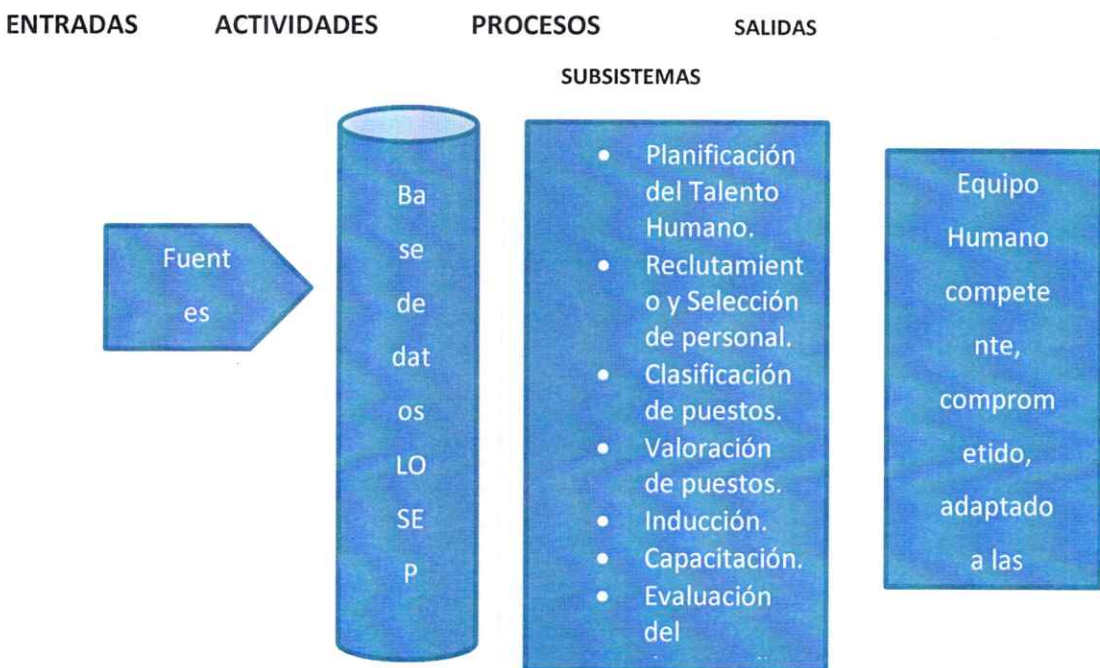 ENTRADAS ACTIVIDADES PROCESOS SALIDAS
SUBSISTEMAS
Fuent
es
Ba
se
de
dat
os
LO
SE
P
• Planificación
del Talento
Humano.
• Reclutamient
o y Selección
de personal.
• Clasificación
de puestos.
• Valoración
de puestos.
• Inducción.
• Capacitación.
• Evaluación
del
Equipo
Humano
compete
nte,
comprom
etido,
adaptado
a las